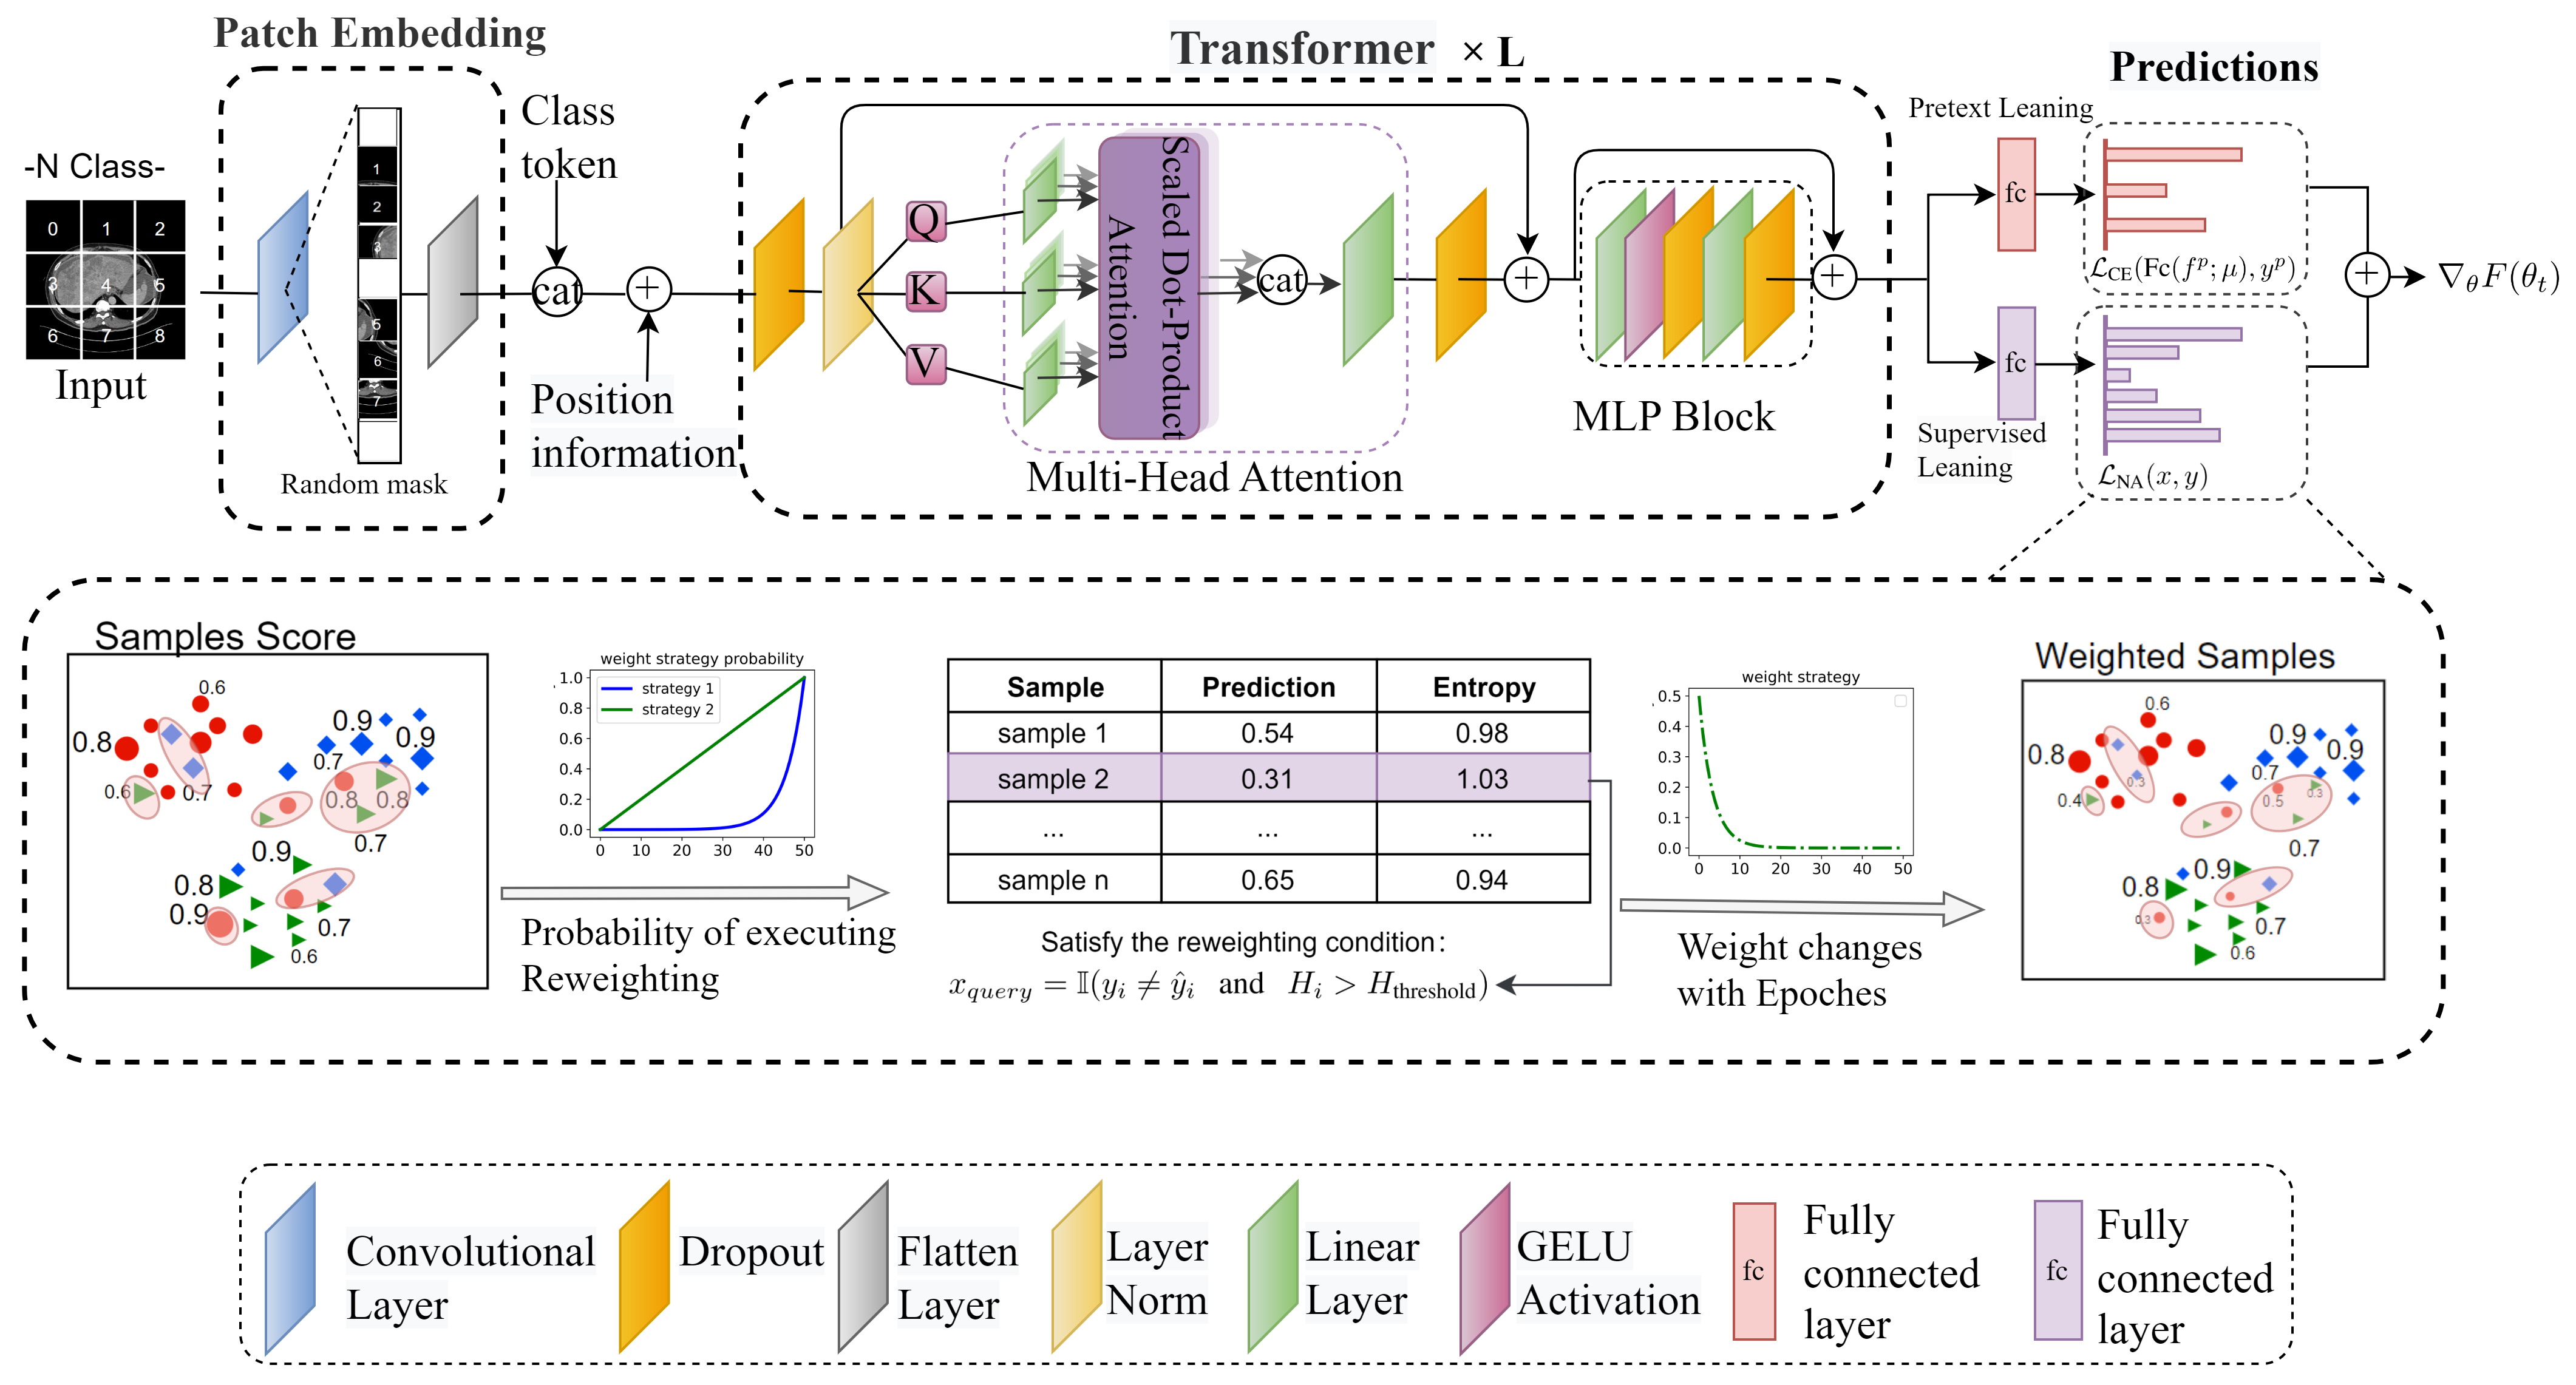 Patch Embedding
Transformer × L
Predictions
-N Class-
0 1 2
3 4 5
6 7 8
Input
1
2
3
5
6
7
Random mask
Class
token
cat
+
Position
information
Q
K
V
Scaled Dot-Product
Attention
cat
Multi-Head Attention
+
MLP Block
+
Pretext Leaning
fc
fc
Supervised
Leaning
\mathcal{L}_{CE}(Fc(f^p; μ), y^p)
\mathcal{L}_{NA}(x, y)
+
∇_θ F(θ_t)
Samples Score
0.6
0.8
0.9
0.9
0.7
0.6
0.7
0.8 0.8
0.7
0.9
0.8
0.9
0.7
0.6
weight strategy probability
strategy 1
strategy 2
1.0
0.8
0.6
0.4
0.2
0.0
0 10 20 30 40 50
Probability of executing
Reweighting
Sample Prediction Entropy
sample 1 0.54 0.98
sample 2 0.31 1.03
... ... ...
sample n 0.65 0.94
Satisfy the reweighting condition:
x_{query} = 𝕀(y_i ≠ ŷ_i and H_i > H_{threshold})
weight strategy
0.5
0.4
0.3
0.2
0.1
0.0
0 10 20 30 40 50
Weight changes
with Epoches
Weighted Samples
0.6
0.8
0.9
0.9
0.7
0.3
0.4
0.5
0.3
0.7
0.9
0.8
0.3
0.7
0.6
Convolutional
Layer
Dropout
Flatten
Layer
Layer
Norm
Linear
Layer
GELU
Activation
fc
Fully
connected
layer
fc
Fully
connected
layer